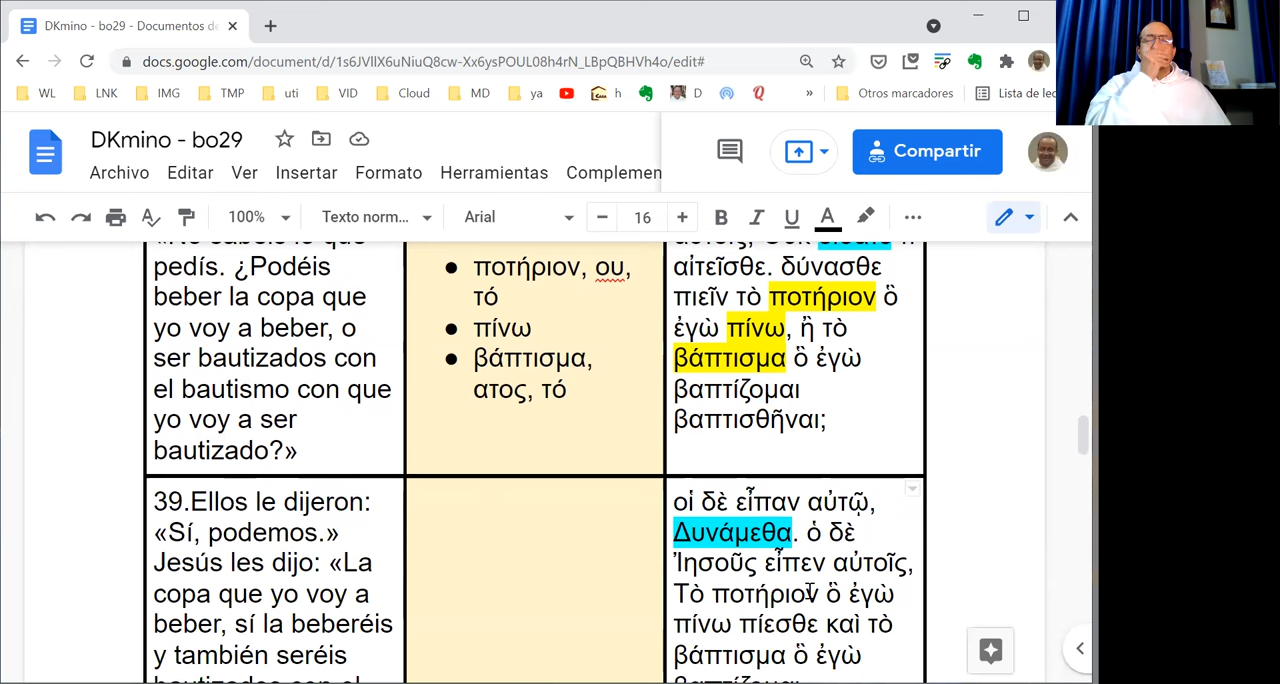 DKmino - bo29 - Documentos de
docs.google.com/document/d/1s6JVllX6uNiuQ8cw-Xx6ysPOUL08h4rN_LBpQBHVh4o/edit#
WL LNK IMG TMP uti VID Cloud MD ya h D » Otros marcadores Lista de lec
DKmino - bo29
Compartir
Archivo Editar Ver Insertar Formato Herramientas Complemen
100% Texto norm... Arial 16 B I U A
pedís. ¿Podéis
beber la copa que
yo voy a beber, o
ser bautizados con
el bautismo con que
yo voy a ser
bautizado?»
ποτήριον, ου,
τό
πίνω
βάπτισμα,
ατος, τό
αἰτεῖσθε. δύνασθε
πιεῖν τὸ ποτήριον ὃ
ἐγὼ πίνω, ἢ τὸ
βάπτισμα ὃ ἐγὼ
βαπτίζομαι
βαπτισθῆναι;
39.Ellos le dijeron:
«Sí, podemos.»
Jesús les dijo: «La
copa que yo voy a
beber, sí la beberéis
y también seréis
οἱ δὲ εἶπαν αὐτῷ,
Δυνάμεθα. ὁ δὲ
Ἰησοῦς εἶπεν αὐτοῖς,
Τὸ ποτήριον ὃ ἐγὼ
πίνω πίεσθε καὶ τὸ
βάπτισμα ὃ ἐγὼ